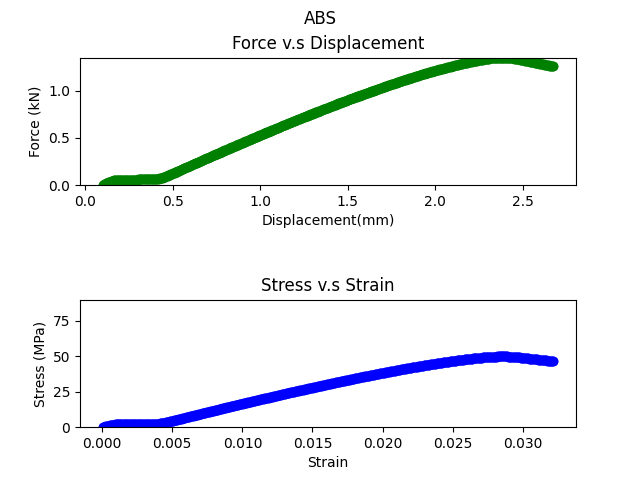 ABS
Force v.s Displacement
Force (kN)
1.0
0.5
0.0
0.0 0.5 1.0 1.5 2.0 2.5
Displacement(mm)
Stress v.s Strain
Stress (MPa)
75
50
25
0
0.000 0.005 0.010 0.015 0.020 0.025 0.030
Strain